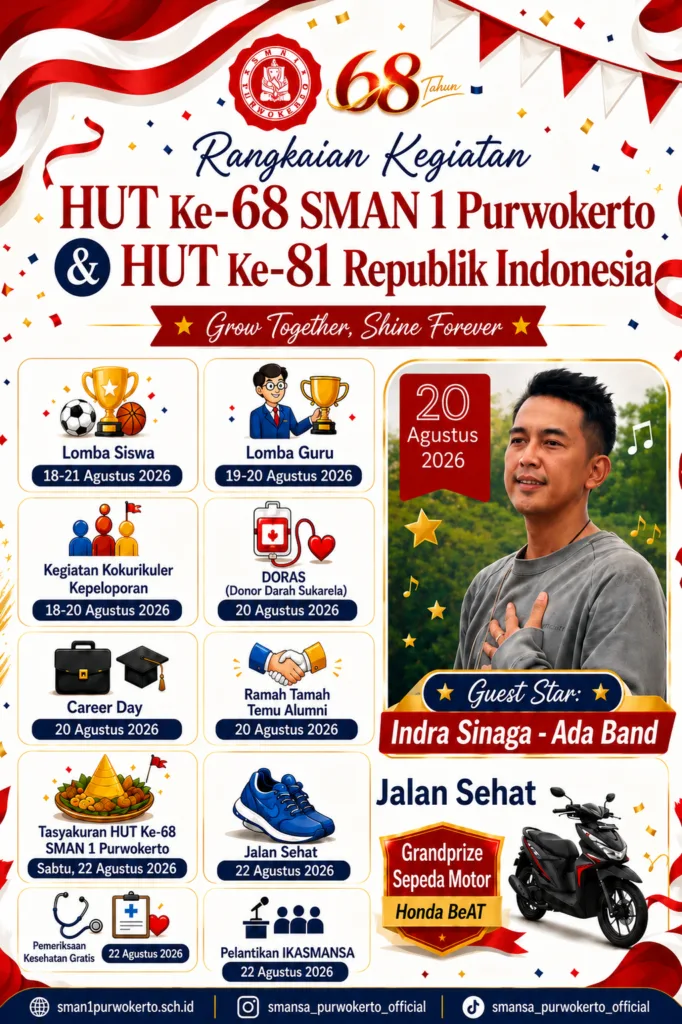 SMN 1
PURWOKERTO
68 Tahun
Rangkaian Kegiatan
HUT Ke-68 SMAN 1 Purwokerto
& HUT Ke-81 Republik Indonesia
Grow Together, Shine Forever
Lomba Siswa
18-21 Agustus 2026
Lomba Guru
19-20 Agustus 2026
20
Agustus
2026
Kegiatan Kokurikuler
Kepeloporan
18-20 Agustus 2026
DORAS
(Donor Darah Sukarela)
20 Agustus 2026
Career Day
20 Agustus 2026
Ramah Tamah
Temu Alumni
20 Agustus 2026
Guest Star:
Indra Sinaga - Ada Band
Tasyakuran HUT Ke-68
SMAN 1 Purwokerto
Sabtu, 22 Agustus 2026
Jalan Sehat
22 Agustus 2026
Jalan Sehat
Grandprize
Sepeda Motor
Honda BeAT
Pemeriksaan
Kesehatan Gratis
22 Agustus 2026
Pelantikan IKASMANSA
22 Agustus 2026
sman1purwokerto.sch.id
smansa_purwokerto_official
smansa_purwokerto_official